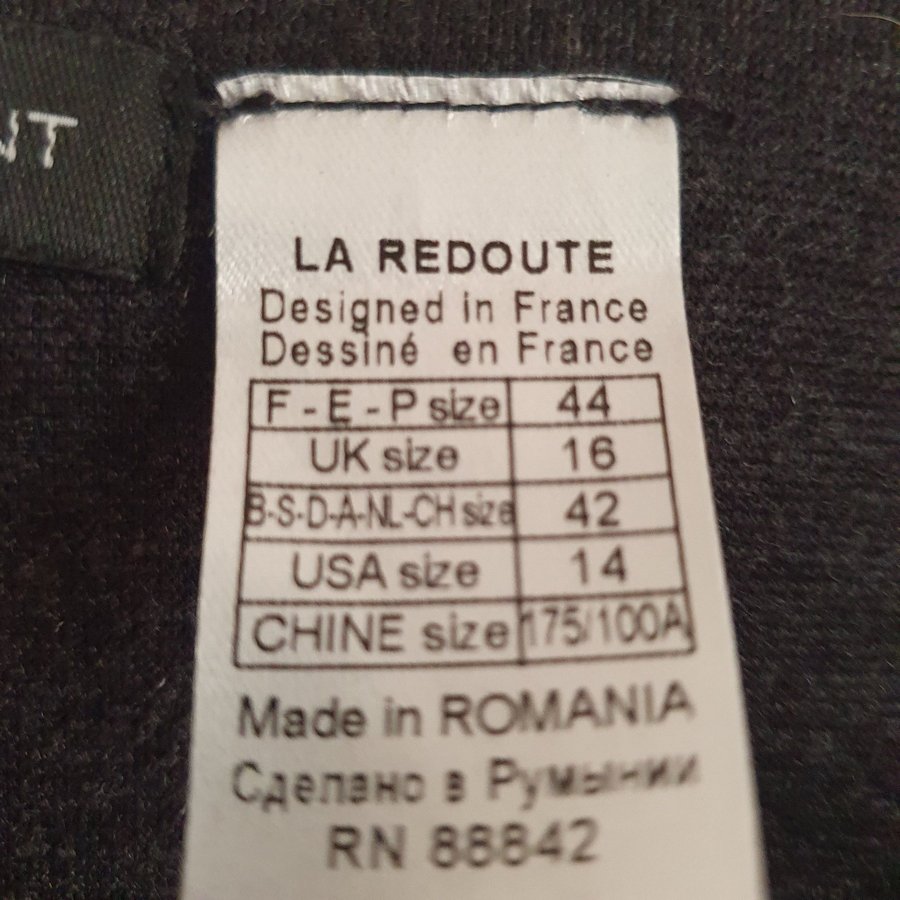 NT
LA REDOUTE
Designed in France
Dessiné en France
F - E - P size 44
UK size 16
B-S-D-A-NL-CH size 42
USA size 14
CHINE size 175/100A
Made in ROMANIA
Сделано в Румынии
RN 88842